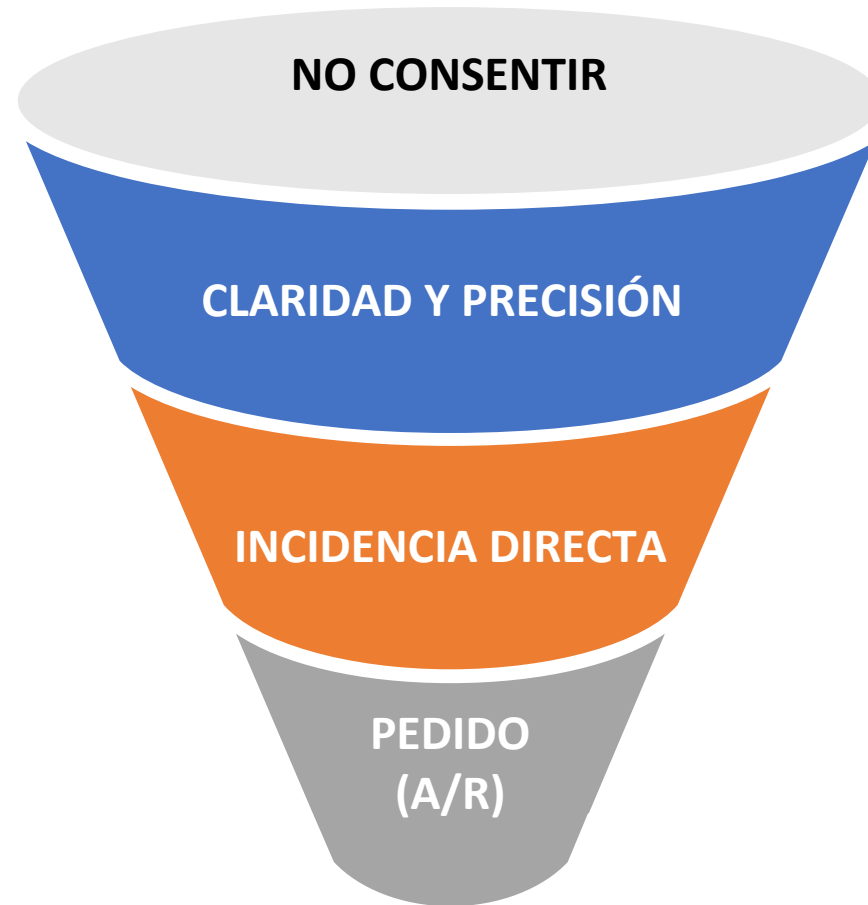 NO CONSENTIR
CLARIDAD Y PRECISIÓN
INCIDENCIA DIRECTA
PEDIDO
(A/R)